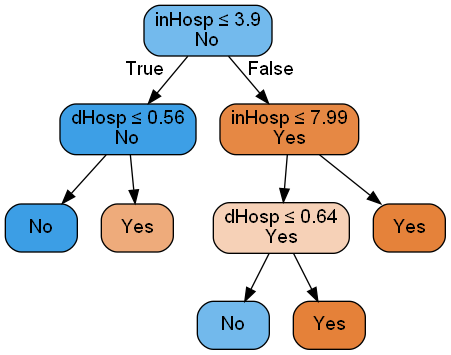 inHosp ≤ 3.9
No
True
False
dHosp ≤ 0.56
No
inHosp ≤ 7.99
Yes
No
Yes
dHosp ≤ 0.64
Yes
Yes
No
Yes